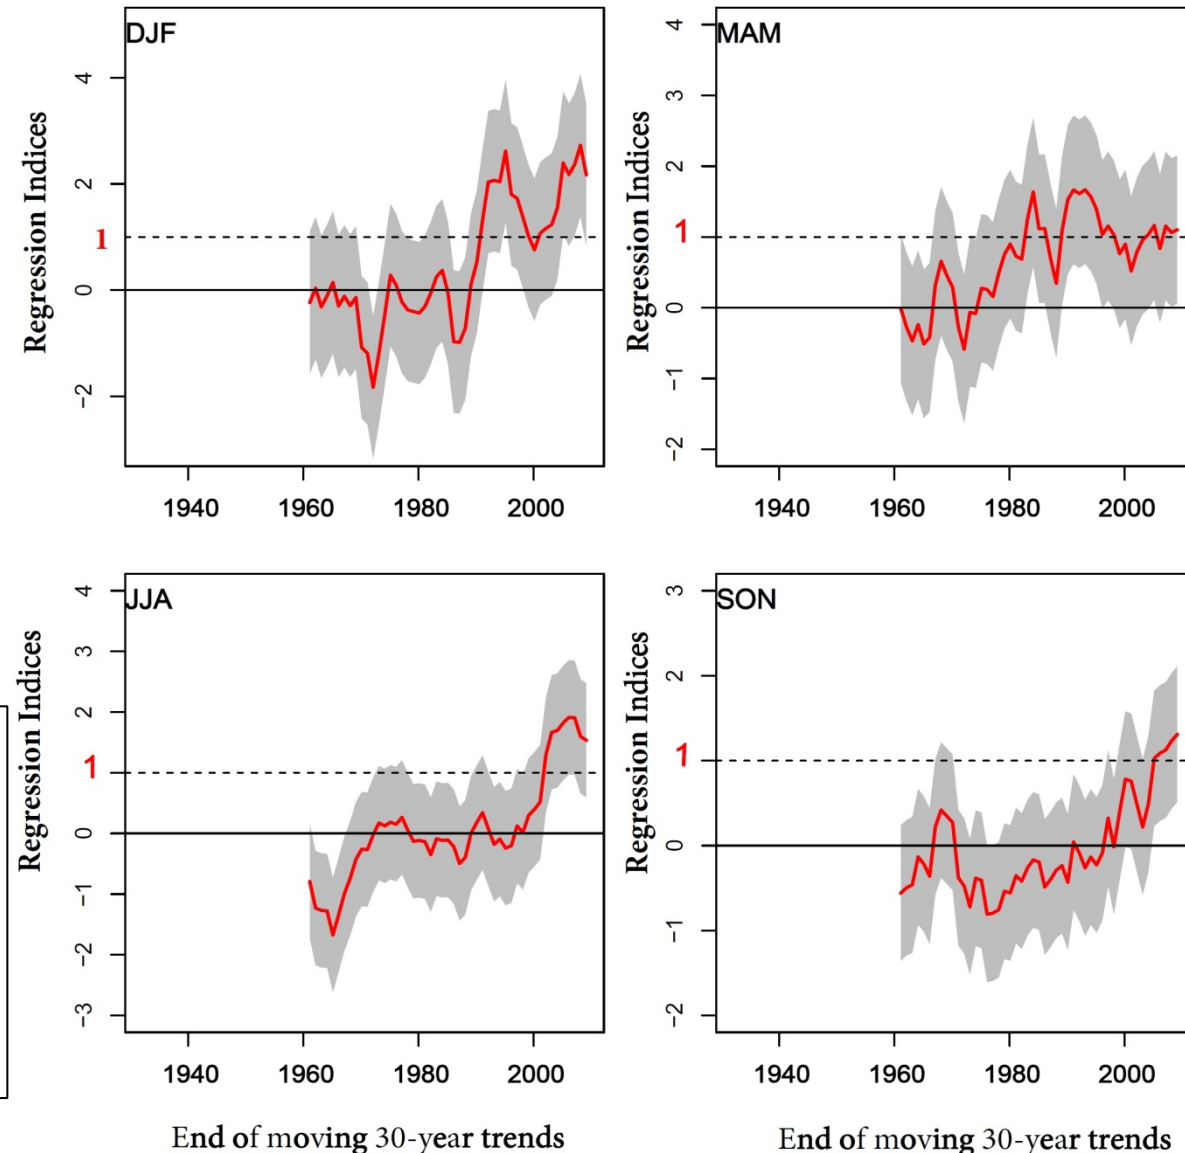 DJF
Regression Indices
4
2
1
0
−2
1940 1960 1980 2000
MAM
Regression Indices
4
3
2
1
0
−1
−2
1940 1960 1980 2000
JJA
Regression Indices
4
3
2
1
0
−1
−2
−3
1940 1960 1980 2000
End of moving 30-year trends
SON
Regression Indices
3
2
1
0
−1
−2
1940 1960 1980 2000
End of moving 30-year trends